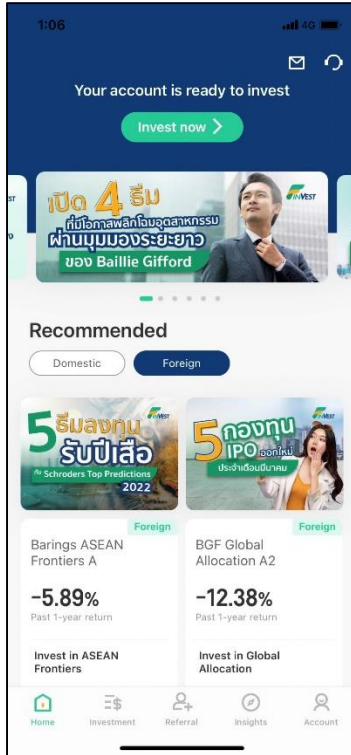 1:06
4G
Your account is ready to invest
Invest now
เปิด 4 ธีม
ที่มีโอกาสพลิกโฉมอุตสาหกรรม
ผ่านมุมมองระยะยาว
ของ Baillie Gifford
FINVEST
Recommended
Domestic
Foreign
5 ธีมลงทุน
รับปีเสือ
กับ Schroders Top Predictions
2022
FINVEST
5 กองทุน
IPO ออกใหม่
ประจำเดือนมีนาคม
FINVEST
Foreign
Barings ASEAN
Frontiers A
-5.89%
Past 1-year return
Invest in ASEAN
Frontiers
Foreign
BGF Global
Allocation A2
-12.38%
Past 1-year return
Invest in Global
Allocation
Home
Investment
Referral
Insights
Account